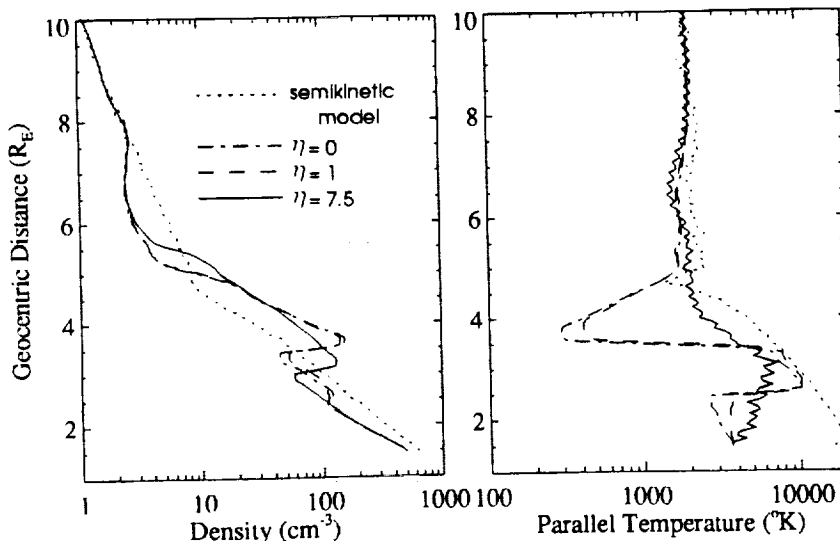 Geocentric Distance (R_E)
10
8
6
4
2
semikinetic
model
η = 0
η = 1
η = 7.5
1
10
100
1000
Density (cm⁻³)
10
8
6
4
2
100
1000
10000
Parallel Temperature (°K)